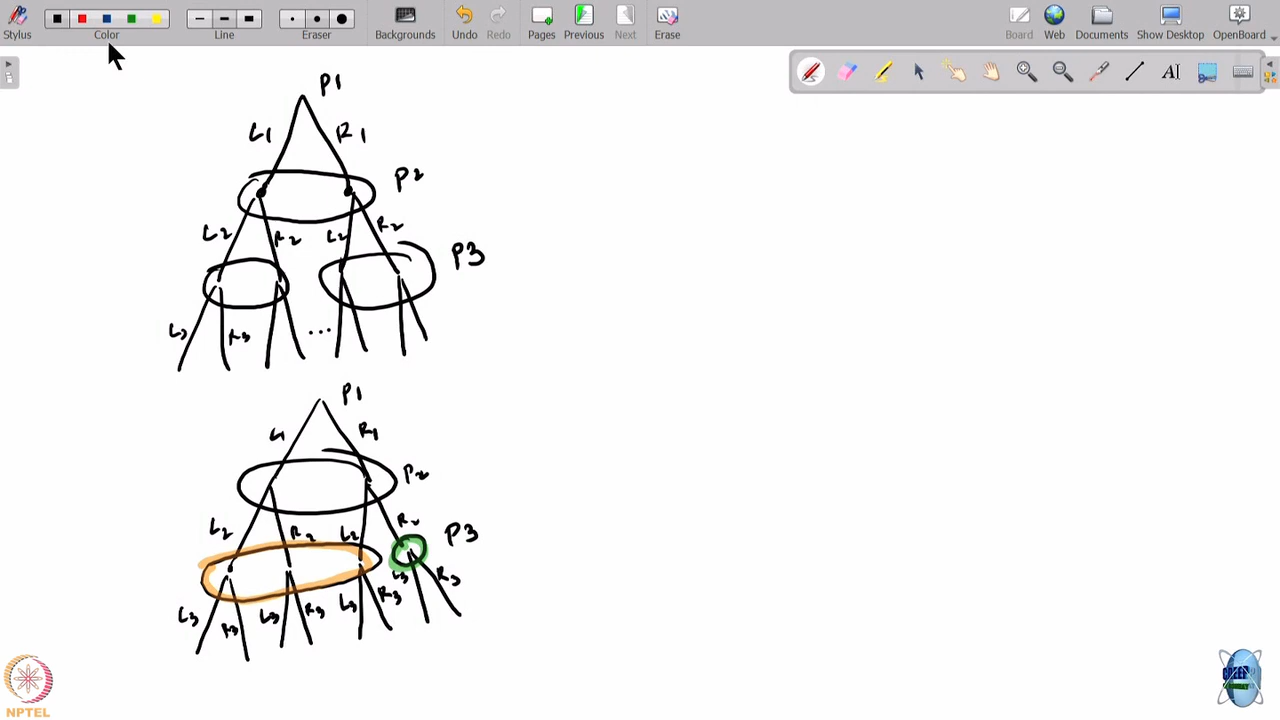 Stylus
Color
Line
Eraser
Backgrounds
Undo
Redo
Pages
Previous
Next
Erase
Board
Web
Documents
Show Desktop
OpenBoard
P1
L1
R1
P2
L2
R2
L2
R2
P3
L3
R3
...
P1
L1
R1
P2
L2
R2
L2
R2
P3
L3
R3
L3
R3
L3
R3
L3
R3
NPTEL